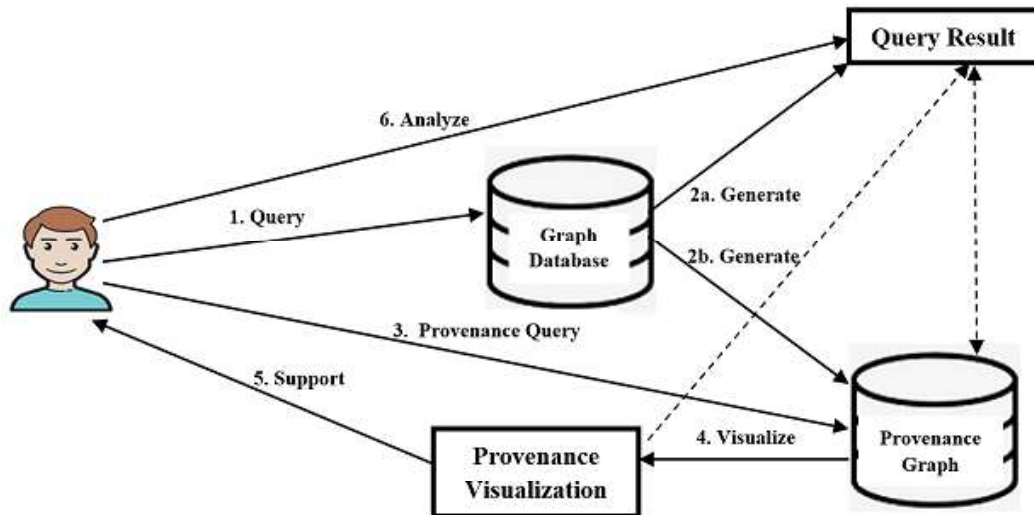 Query Result
6. Analyze
2a. Generate
1. Query
Graph
Database
2b. Generate
3. Provenance Query
5. Support
4. Visualize
Provenance
Graph
Provenance
Visualization